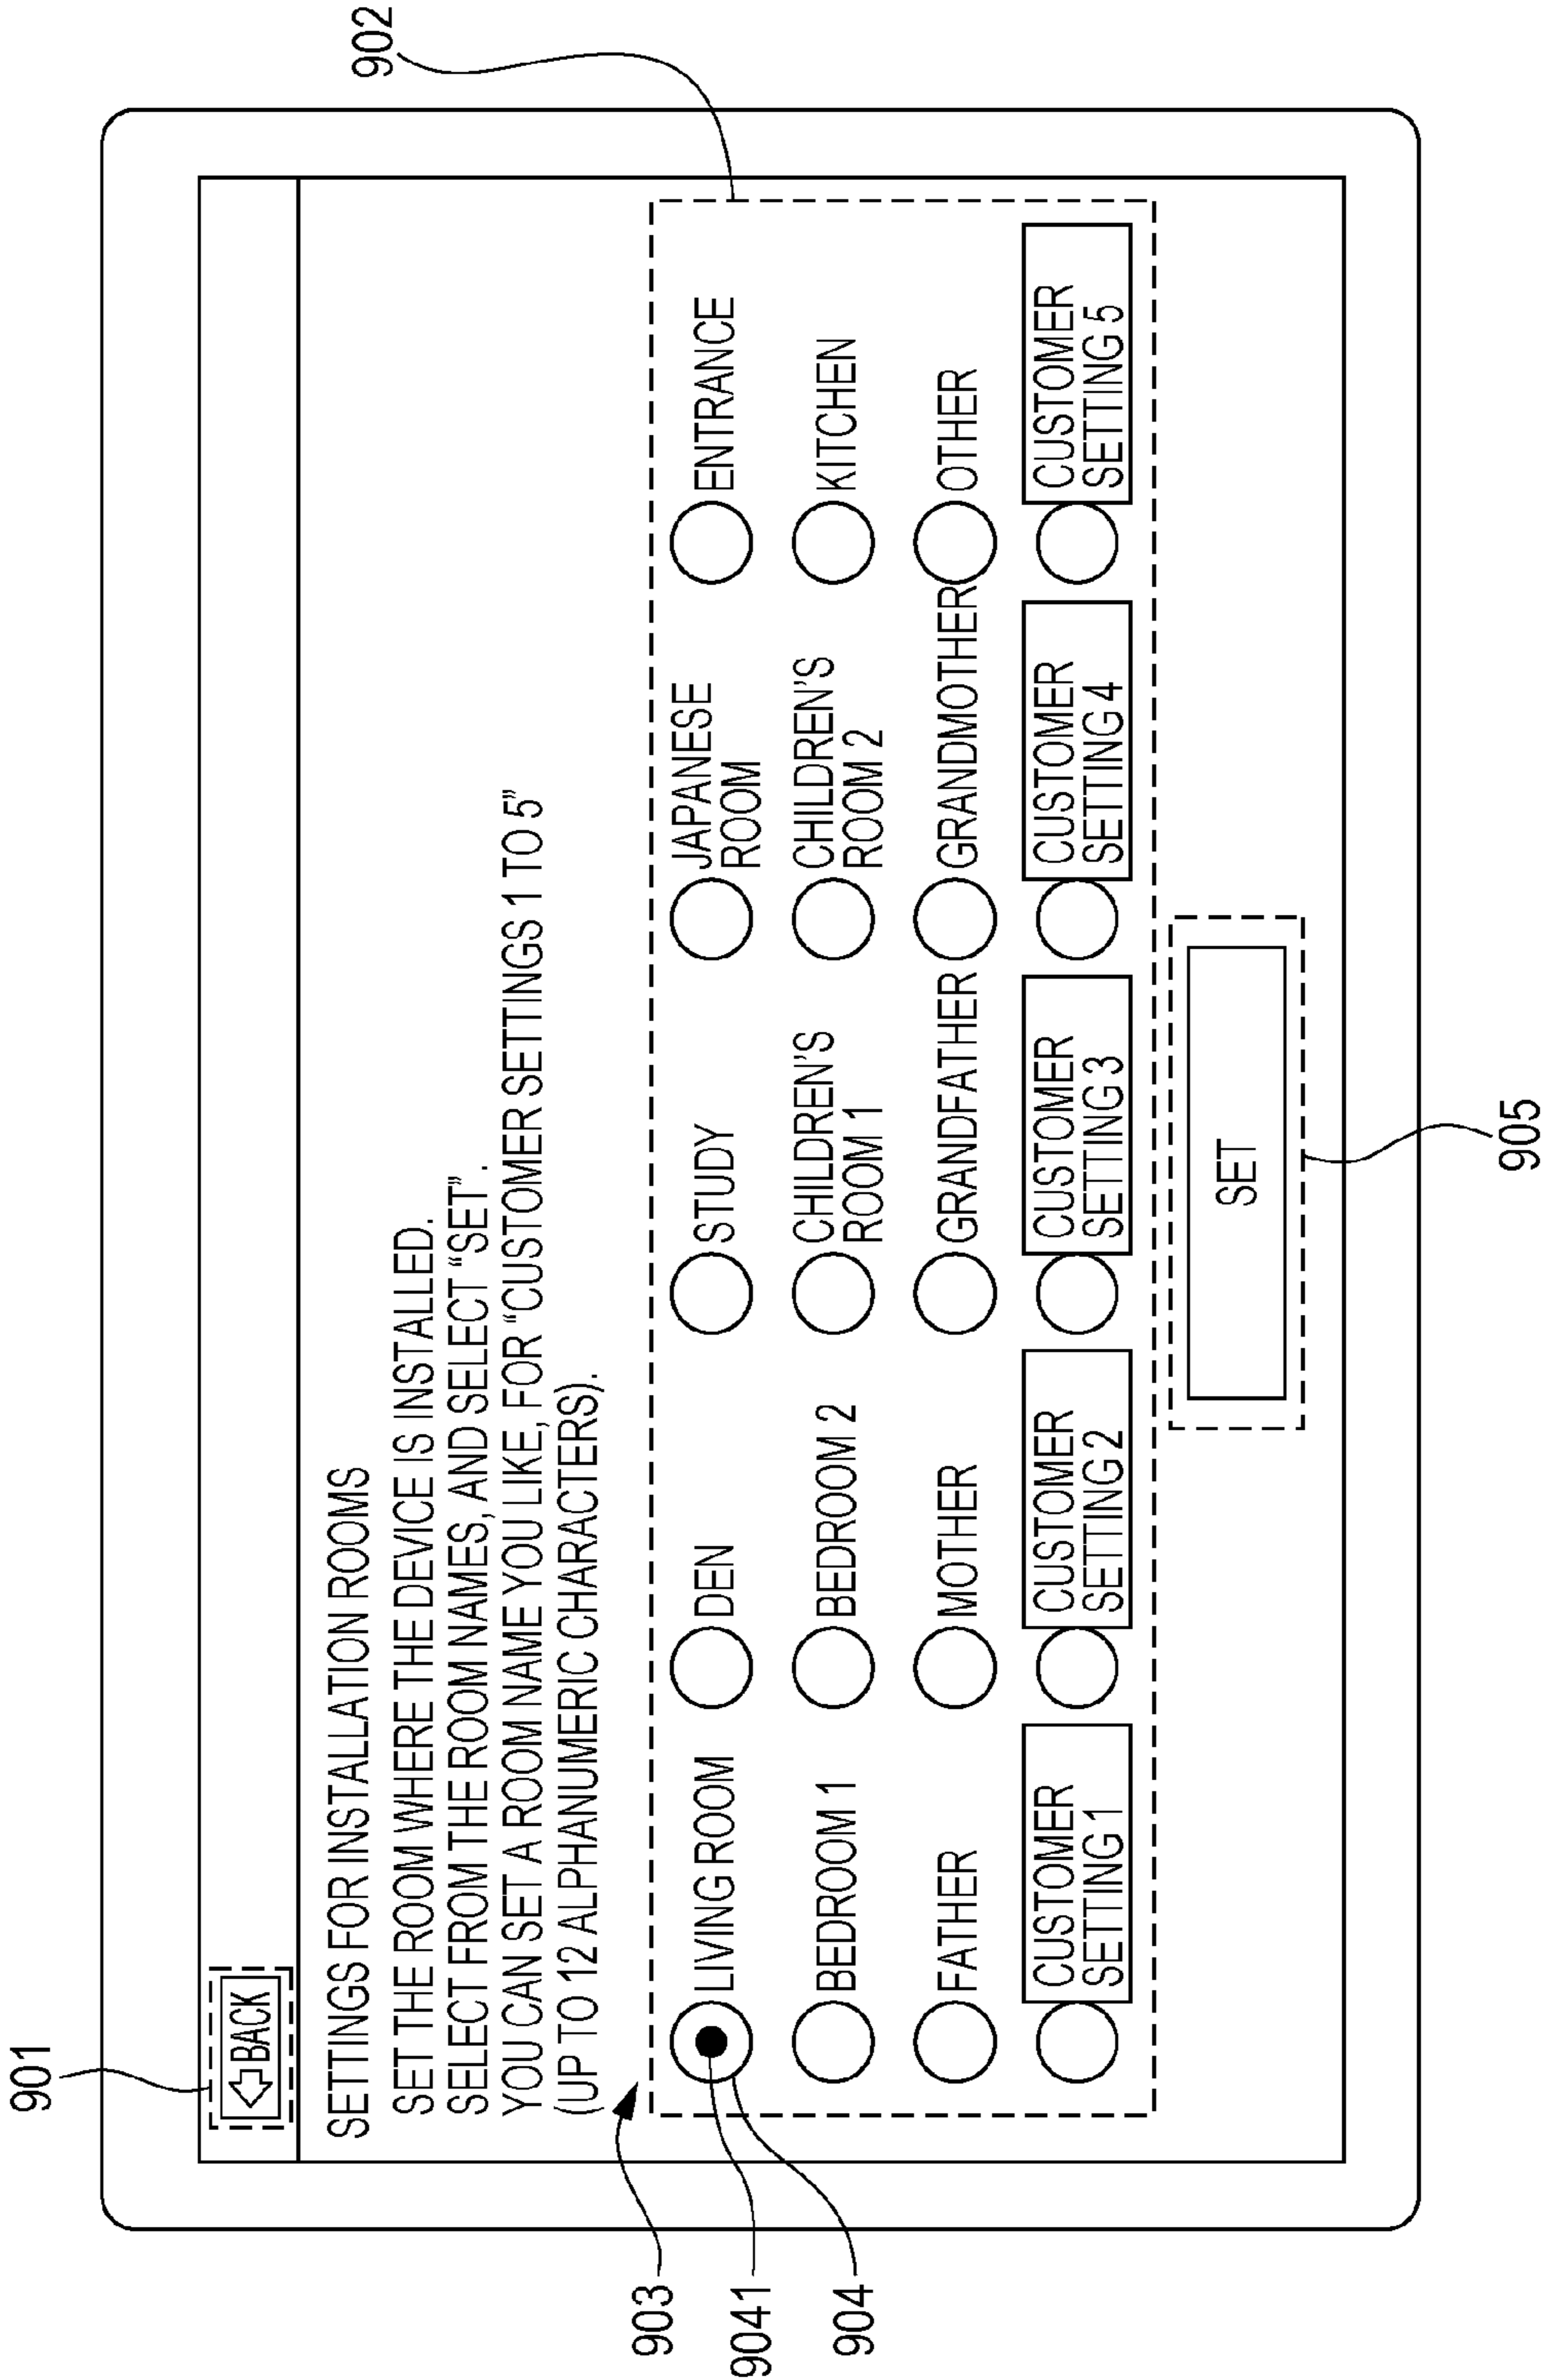 901
BACK
902
SETTINGS FOR INSTALLATION ROOMS
SET THE ROOM WHERE THE DEVICE IS INSTALLED.
SELECT FROM THE ROOM NAMES, AND SELECT “SET”.
YOU CAN SET A ROOM NAME YOU LIKE, FOR “CUSTOMER SETTINGS 1 TO 5”
(UP TO 12 ALPHANUMERIC CHARACTERS).
903
9041
904
LIVING ROOM
DEN
STUDY
JAPANESE
ROOM
ENTRANCE
BEDROOM 1
BEDROOM 2
CHILDREN’S
ROOM 1
CHILDREN’S
ROOM 2
KITCHEN
FATHER
MOTHER
GRANDFATHER
GRANDMOTHER
OTHER
CUSTOMER
SETTING 1
CUSTOMER
SETTING 2
CUSTOMER
SETTING 3
CUSTOMER
SETTING 4
CUSTOMER
SETTING 5
SET
905